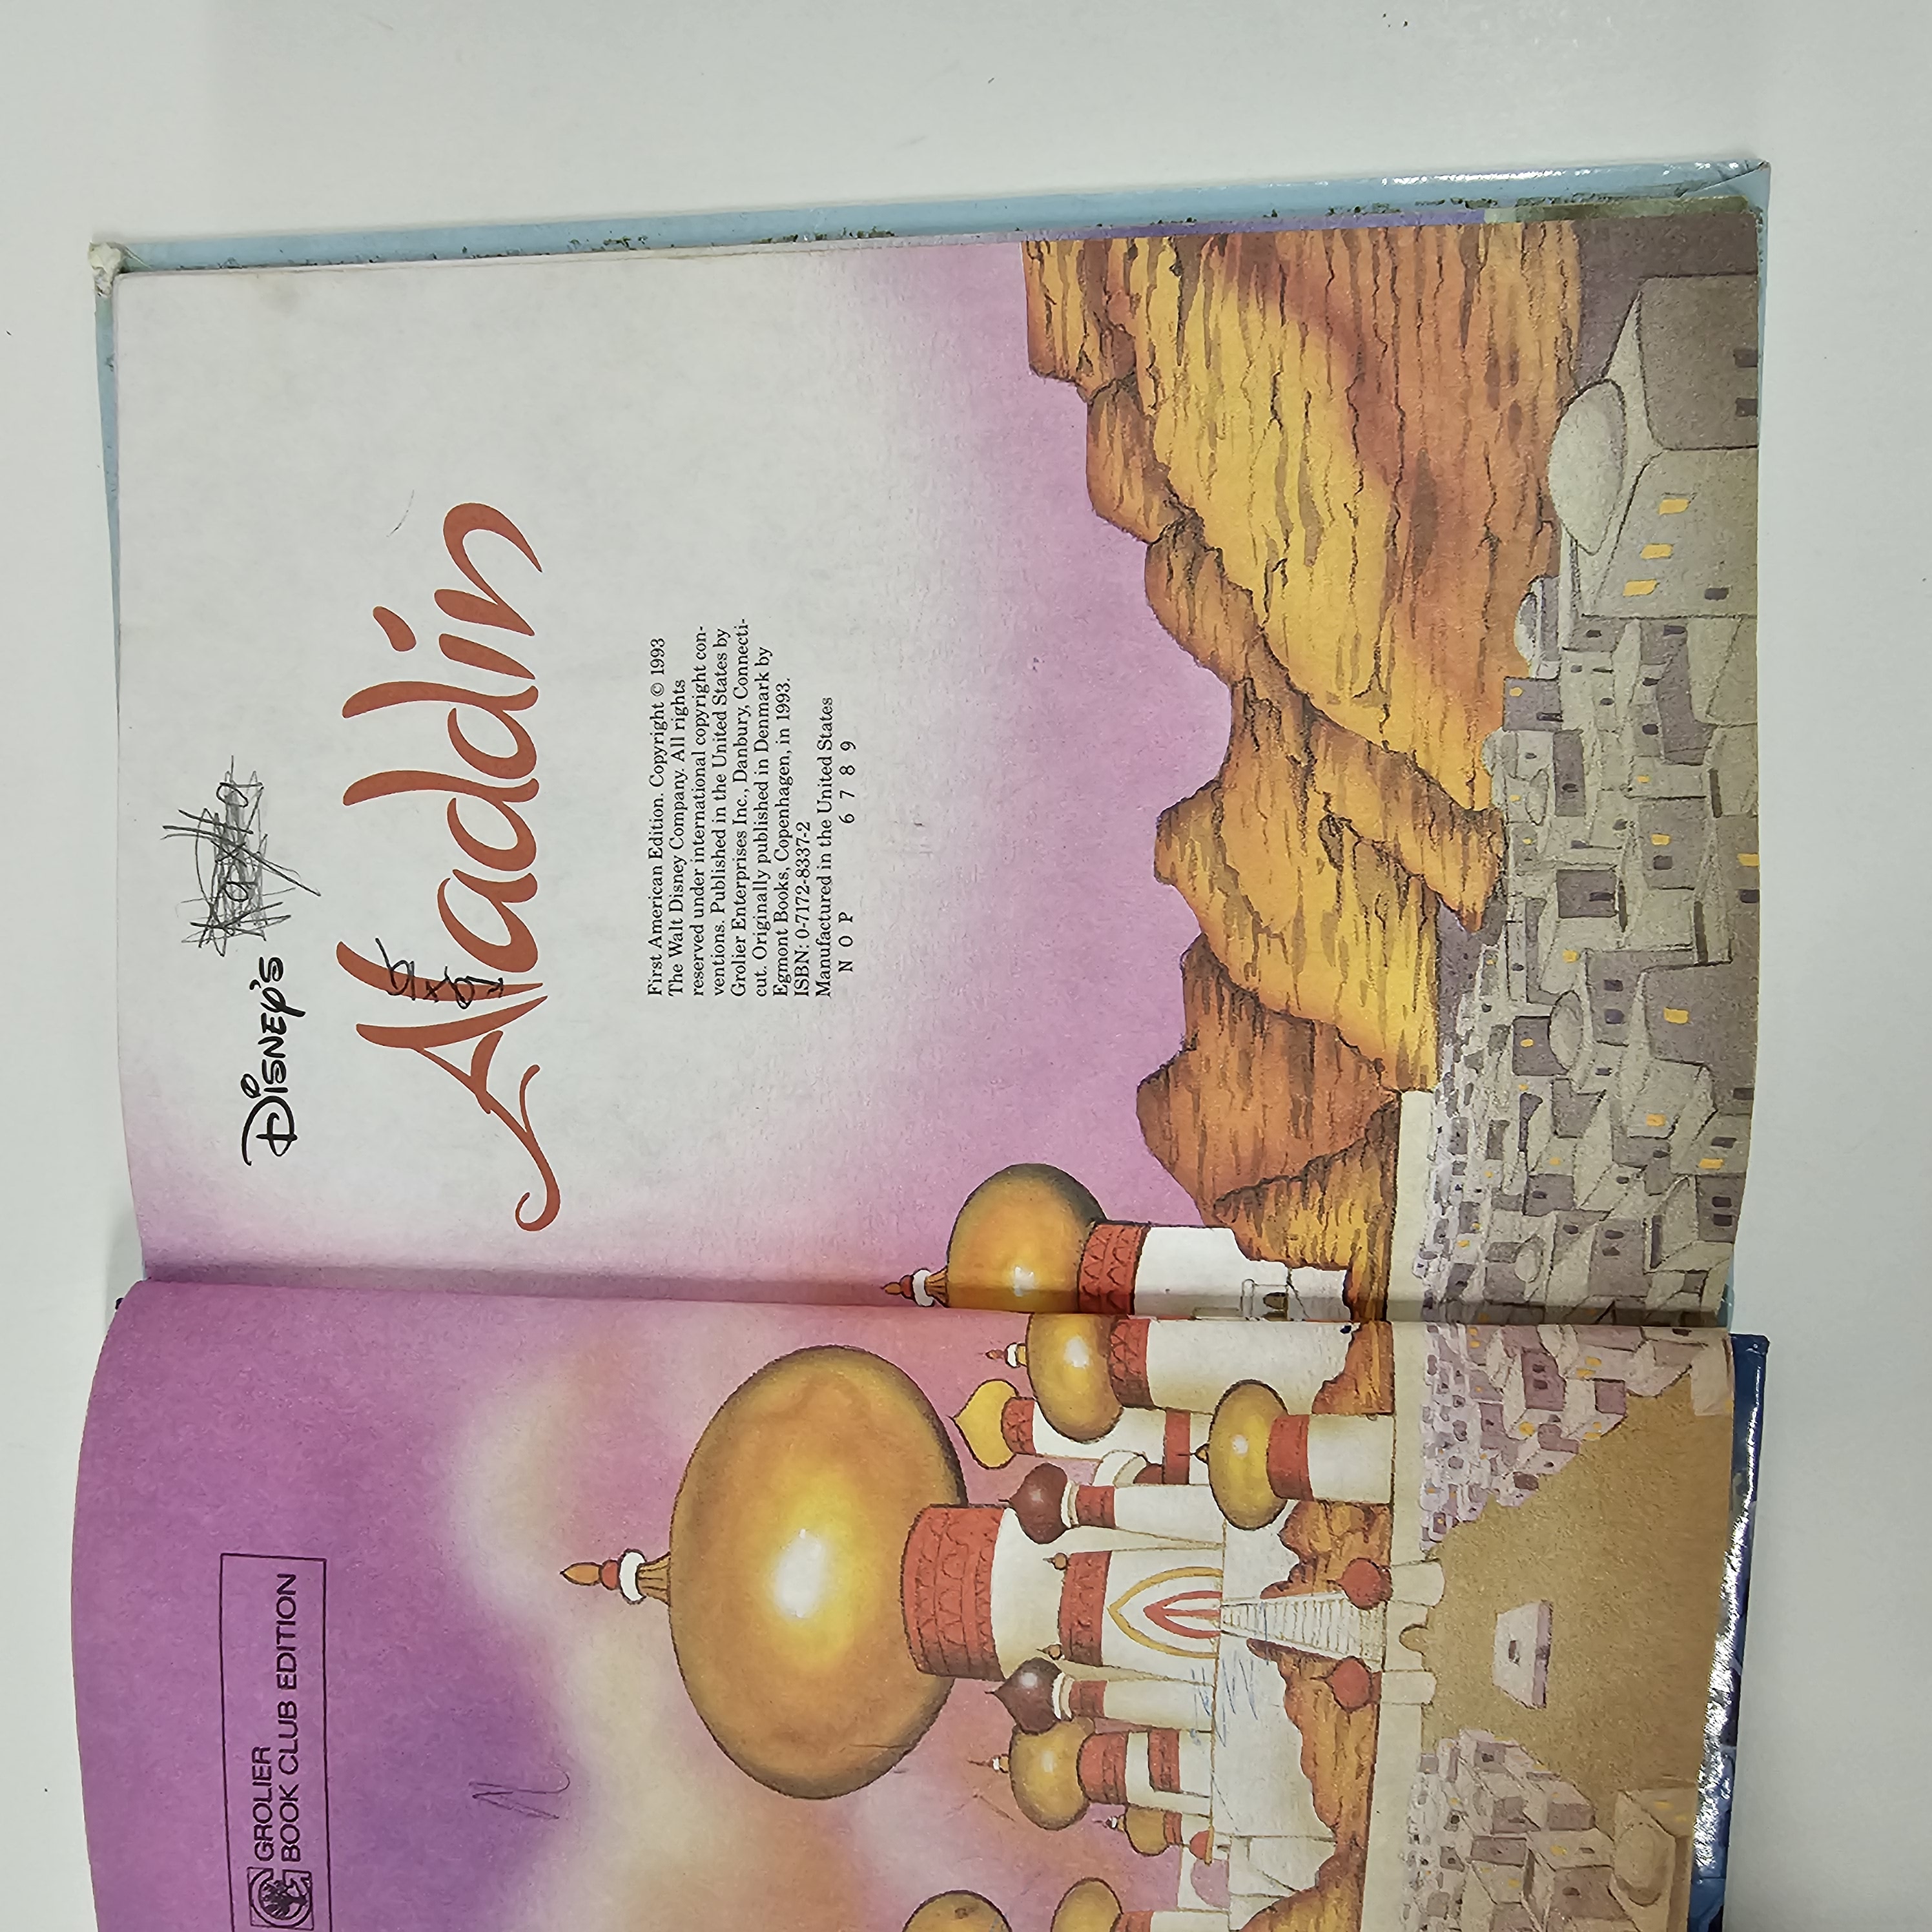 GROLIER
BOOK CLUB EDITION
Disney's
Aladdin
First American Edition. Copyright © 1993
The Walt Disney Company. All rights
reserved under international copyright con-
ventions. Published in the United States by
Grolier Enterprises Inc., Danbury, Connecti-
cut. Originally published in Denmark by
Egmont Books, Copenhagen, in 1993.
ISBN: 0-7172-8337-2
Manufactured in the United States
N O P 6 7 8 9